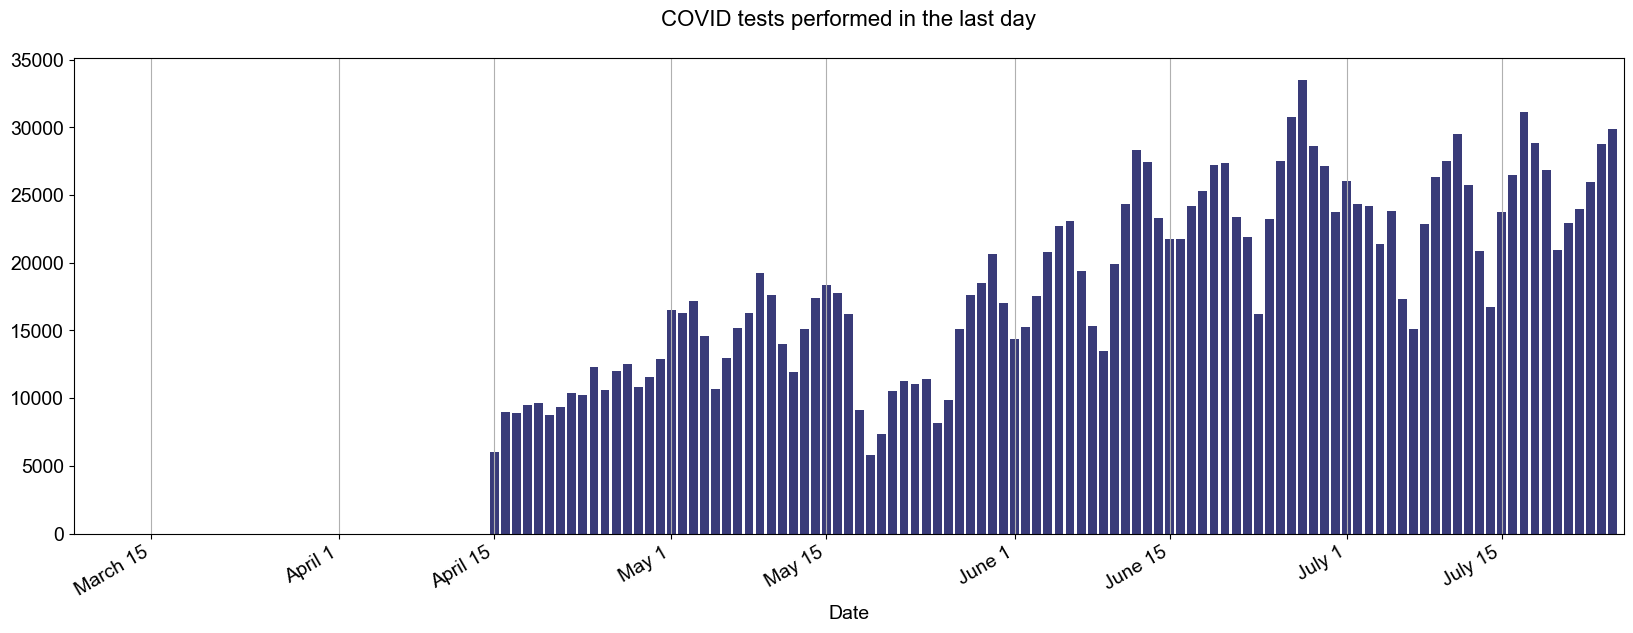 COVID tests performed in the last day
35000
30000
25000
20000
15000
10000
5000
0
March 15
April 1
April 15
May 1
May 15
June 1
June 15
July 1
July 15
Date